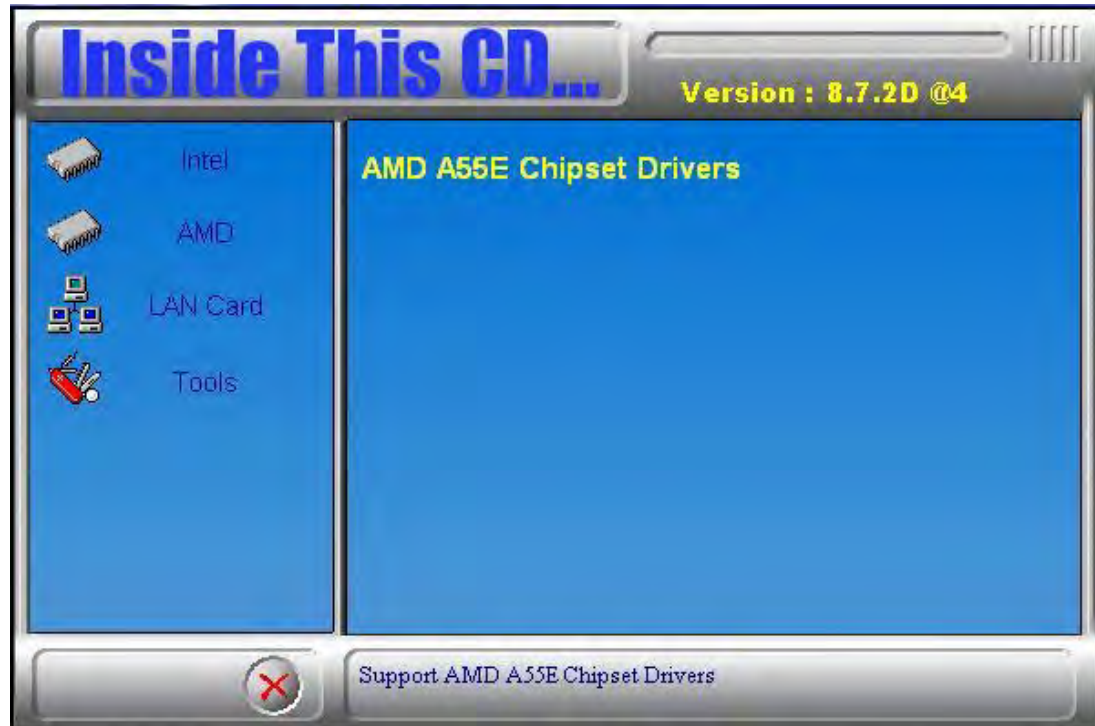 Inside This CD...
Version : 8.7.2D @4
Intel
AMD
LAN Card
Tools
AMD A55E Chipset Drivers
Support AMD A55E Chipset Drivers